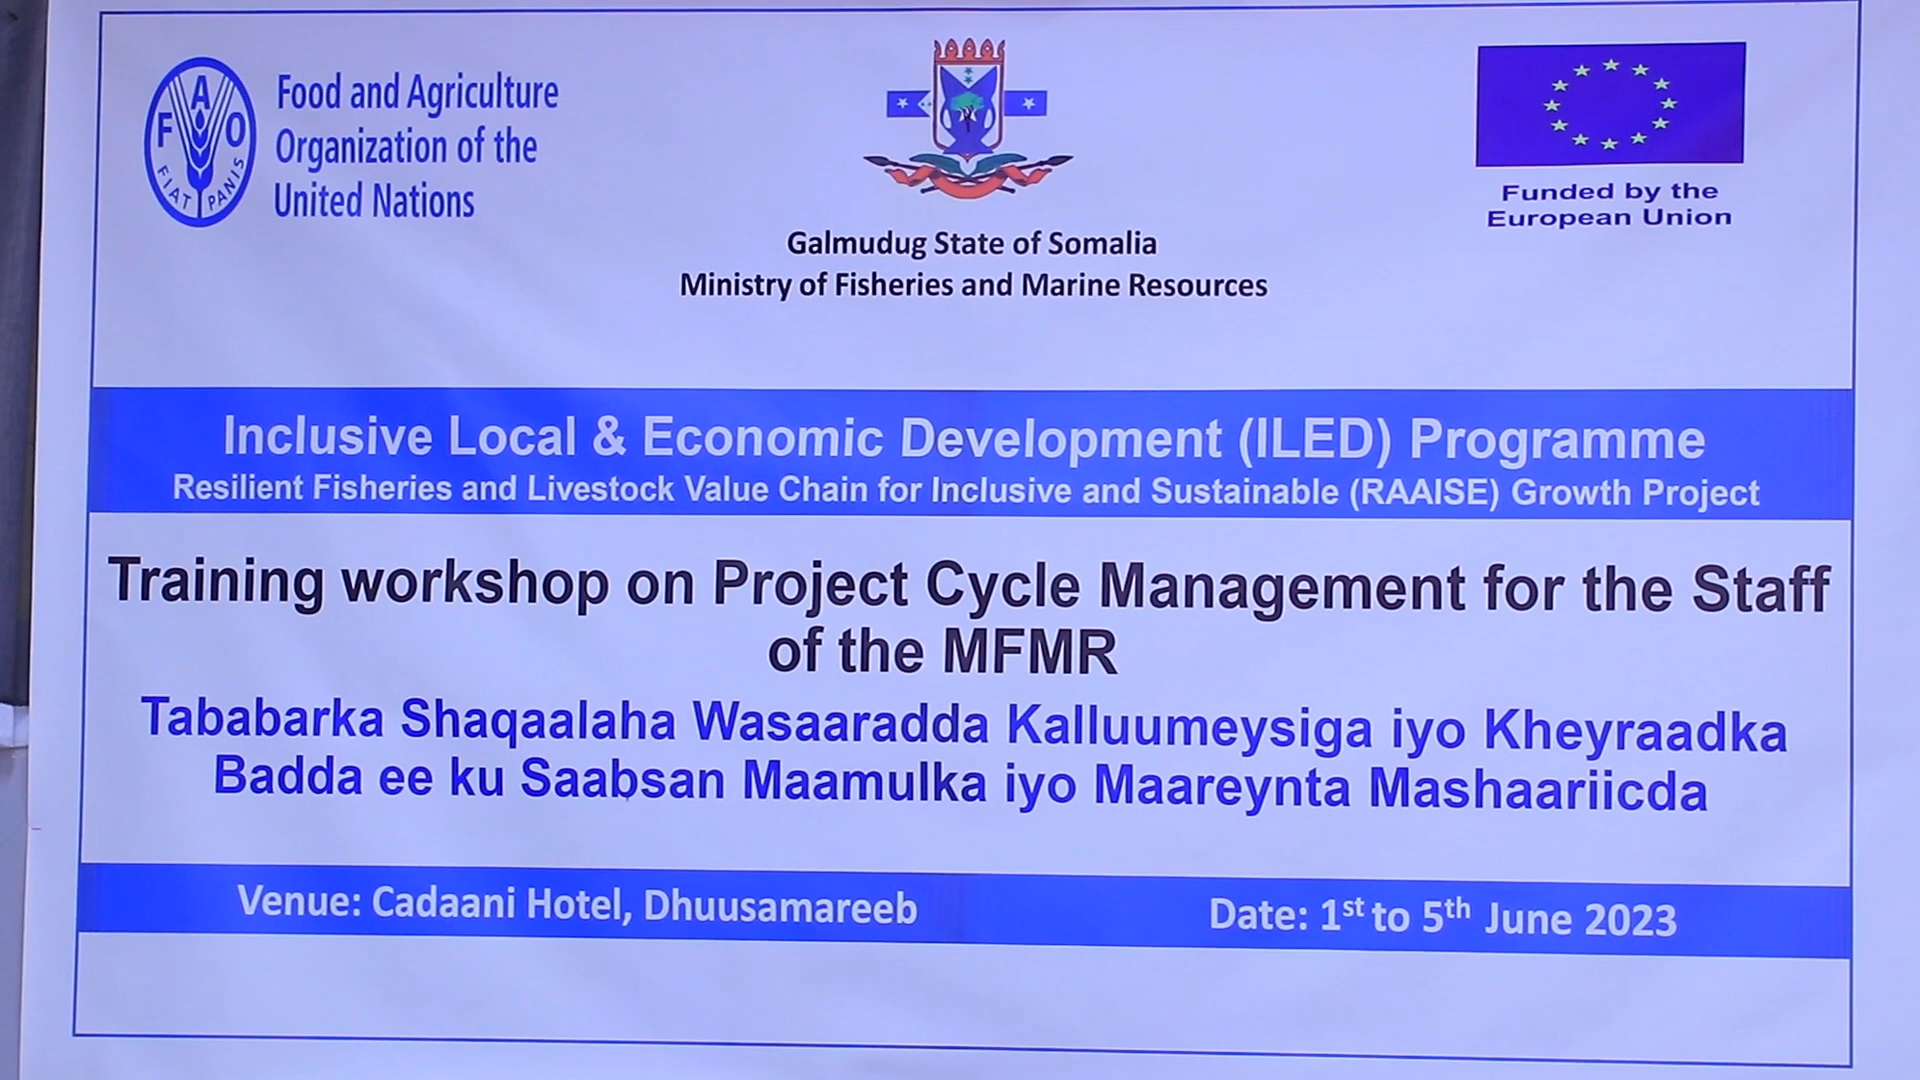 FAO
FIAT PANIS
Food and Agriculture
Organization of the
United Nations
Galmudug State of Somalia
Ministry of Fisheries and Marine Resources
Funded by the
European Union
Inclusive Local & Economic Development (ILED) Programme
Resilient Fisheries and Livestock Value Chain for Inclusive and Sustainable (RAAISE) Growth Project
Training workshop on Project Cycle Management for the Staff
of the MFMR
Tababarka Shaqaalaha Wasaaradda Kalluumeysiga iyo Kheyraadka
Badda ee ku Saabsan Maamulka iyo Maareynta Mashaariicda
Venue: Cadaani Hotel, Dhuusamareeb
Date: 1st to 5th June 2023